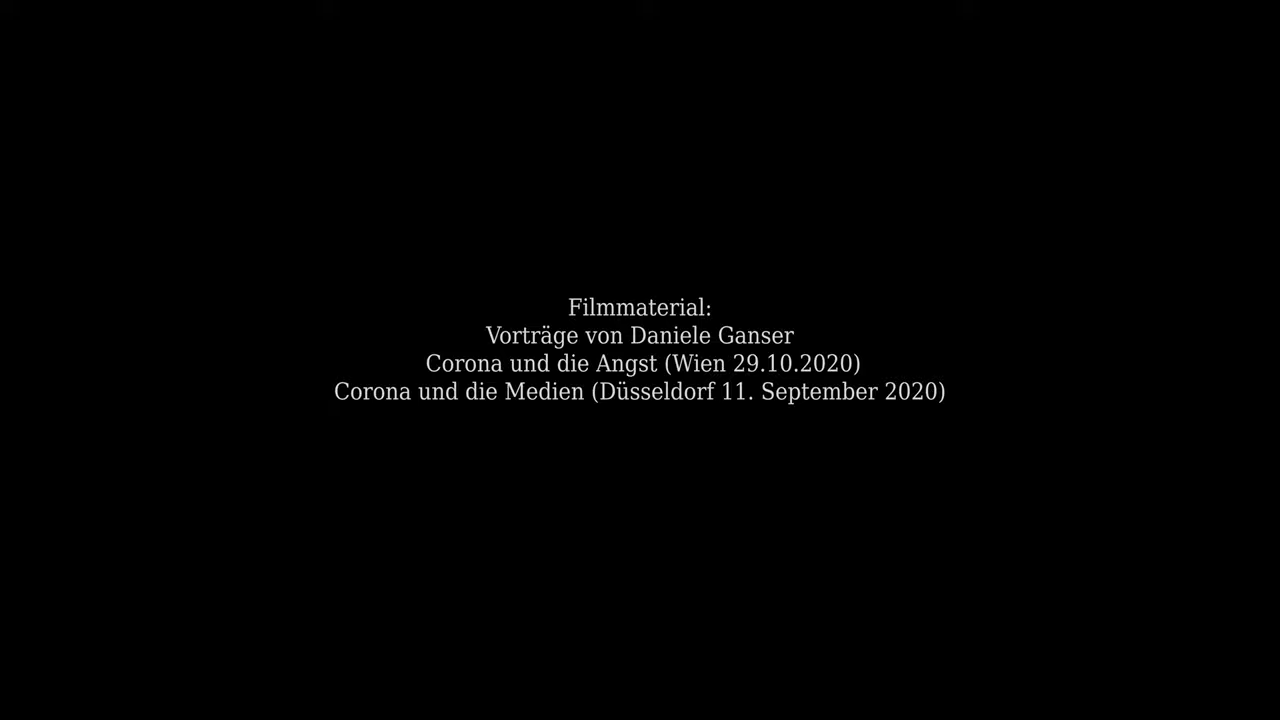 Filmmaterial:
Vorträge von Daniele Ganser
Corona und die Angst (Wien 29.10.2020)
Corona und die Medien (Düsseldorf 11. September 2020)